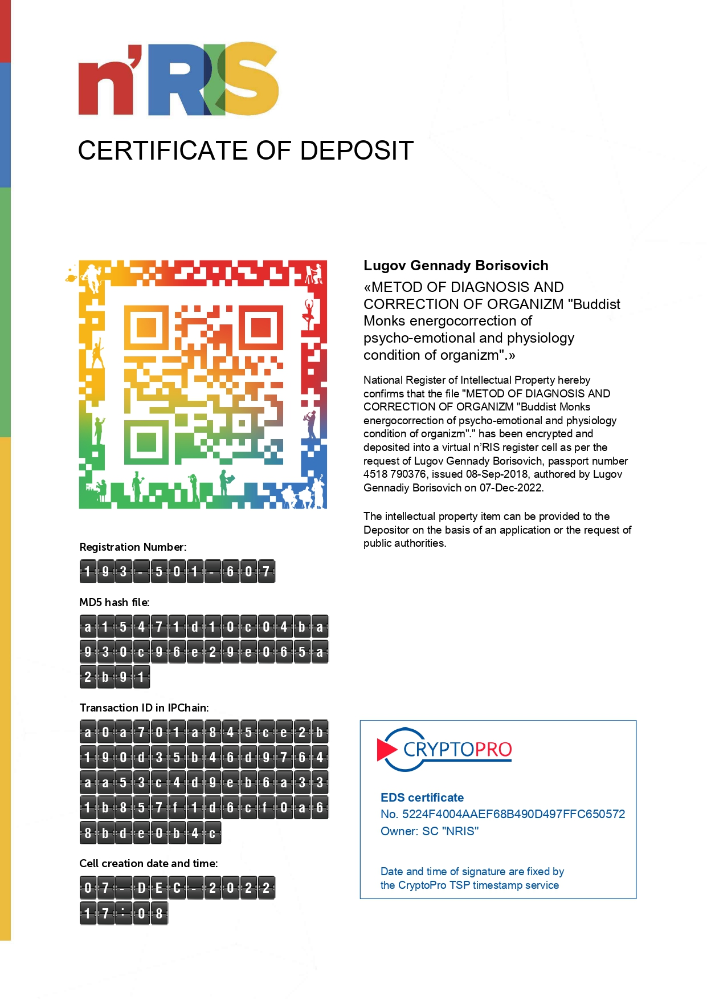 n'RIS
CERTIFICATE OF DEPOSIT
Lugov Gennady Borisovich
«METOD OF DIAGNOSIS AND
CORRECTION OF ORGANIZM "Buddist
Monks energocorrection of
psycho-emotional and physiology
condition of organizm".»
National Register of Intellectual Property hereby
confirms that the file "METOD OF DIAGNOSIS AND
CORRECTION OF ORGANIZM "Buddist Monks
energocorrection of psycho-emotional and physiology
condition of organizm"." has been encrypted and
deposited into a virtual n’RIS register cell as per the
request of Lugov Gennady Borisovich, passport number
4518 790376, issued 08-Sep-2018, authored by Lugov
Gennadiy Borisovich on 07-Dec-2022.
The intellectual property item can be provided to the
Depositor on the basis of an application or the request of
public authorities.
Registration Number:
193-501-607
MD5 hash file:
a15471d10c04ba
930c96e29e065a
2b91
Transaction ID in IPChain:
a0a701a845ce2b
190d35b46d9764
aa53c4d9eb6a33
1b857f1d6cf0a6
8bde0b4c
Cell creation date and time:
07-DEC-2022
17:08
CRYPTOPRO
EDS certificate
No. 5224F4004AAEF68B490D497FFC650572
Owner: SC "NRIS"
Date and time of signature are fixed by
the CryptoPro TSP timestamp service